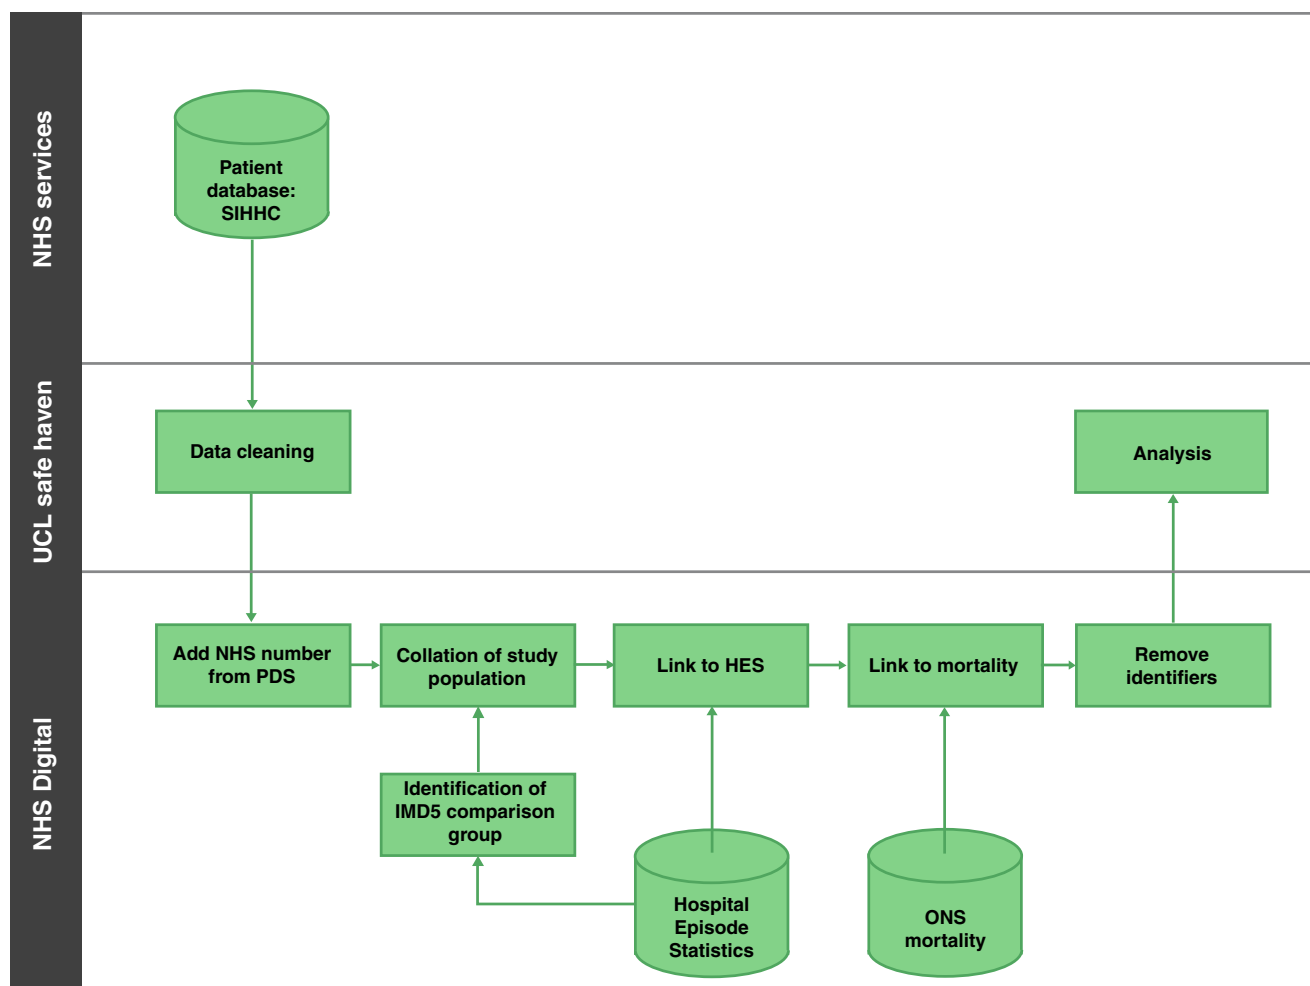 NHS services
Patient
database:
SIHHC
UCL safe haven
Data cleaning
Analysis
NHS Digital
Add NHS number
from PDS
Collation of study
population
Link to HES
Link to mortality
Remove
identifiers
Identification of
IMD5 comparison
group
Hospital
Episode
Statistics
ONS
mortality